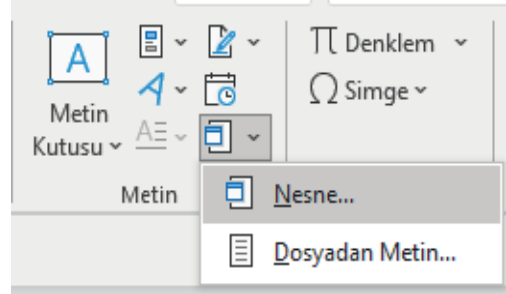 A
Metin
Kutusu
A
A
π Denklem
Ω Simge
Metin
Nesne...
Dosyadan Metin...